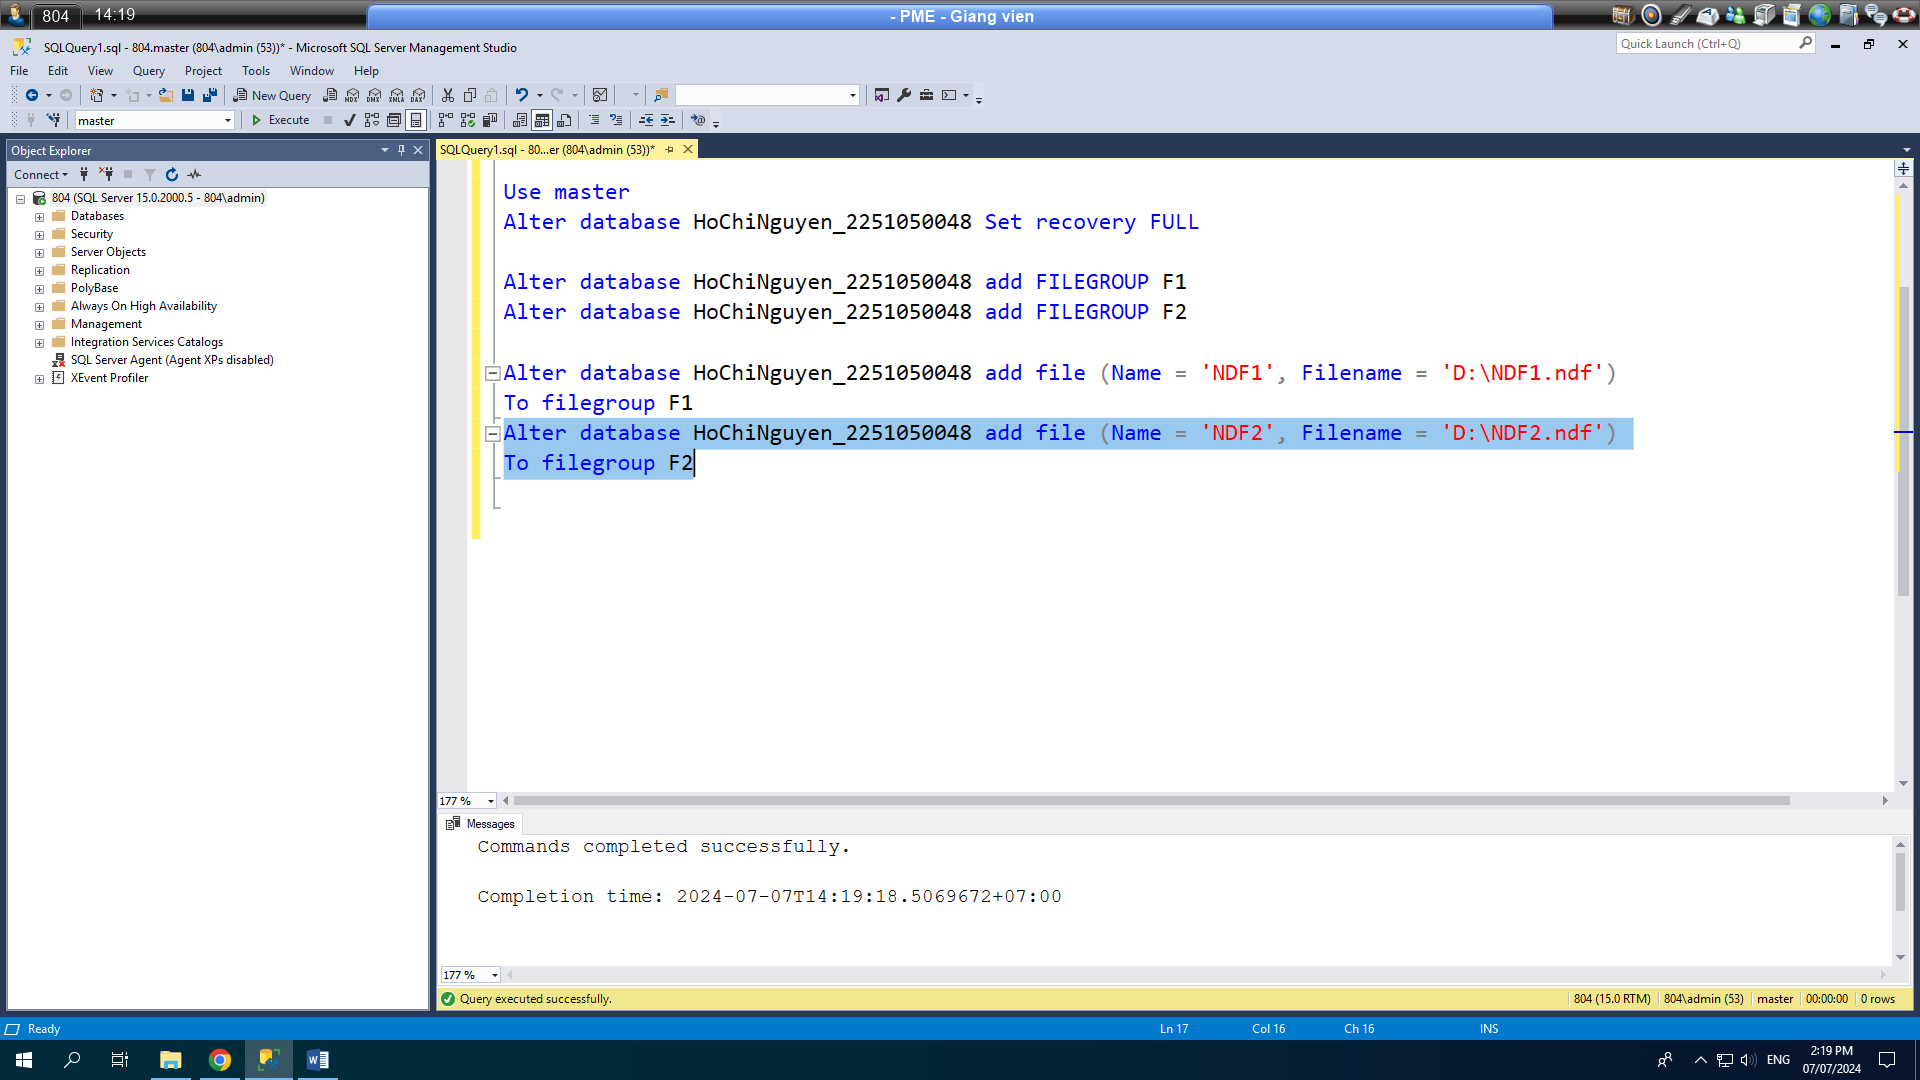 804
14:19
- PME - Giang vien
SQLQuery1.sql - 804.master (804\admin (53))* - Microsoft SQL Server Management Studio
Quick Launch (Ctrl+Q)
File Edit View Query Project Tools Window Help
New Query
MDX DMX XMLA DAX
master
Execute
Object Explorer
SQLQuery1.sql - 80...er (804\admin (53))*
Connect
804 (SQL Server 15.0.2000.5 - 804\admin)
Databases
Security
Server Objects
Replication
PolyBase
Always On High Availability
Management
Integration Services Catalogs
SQL Server Agent (Agent XPs disabled)
XEvent Profiler
Use master
Alter database HoChiNguyen_2251050048 Set recovery FULL
Alter database HoChiNguyen_2251050048 add FILEGROUP F1
Alter database HoChiNguyen_2251050048 add FILEGROUP F2
Alter database HoChiNguyen_2251050048 add file (Name = 'NDF1', Filename = 'D:\NDF1.ndf')
To filegroup F1
Alter database HoChiNguyen_2251050048 add file (Name = 'NDF2', Filename = 'D:\NDF2.ndf')
To filegroup F2
177 %
Messages
Commands completed successfully.
Completion time: 2024-07-07T14:19:18.5069672+07:00
177 %
Query executed successfully.
804 (15.0 RTM) 804\admin (53) master 00:00:00 0 rows
Ready
Ln 17 Col 16 Ch 16 INS
ENG
2:19 PM
07/07/2024